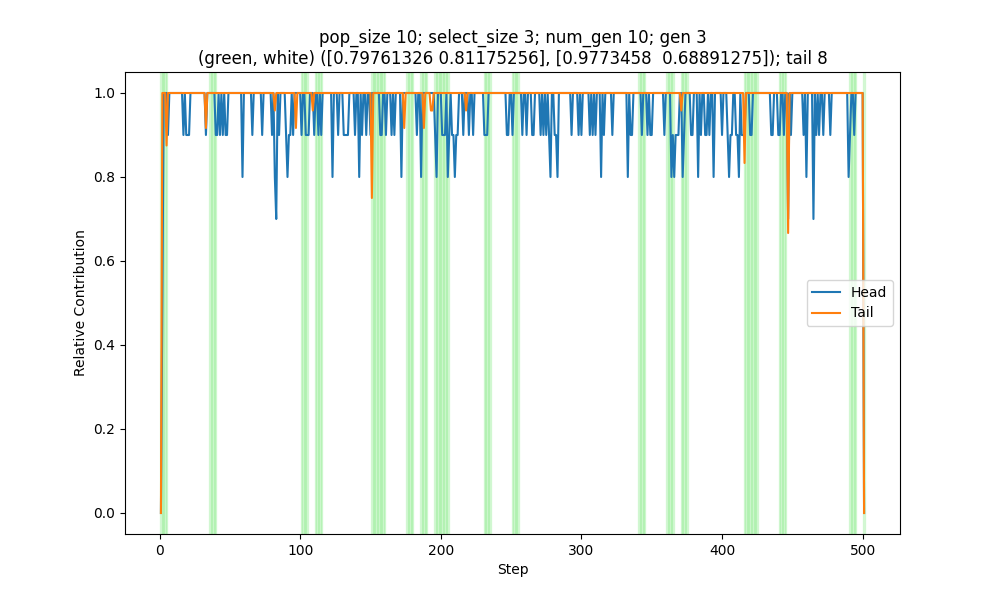 pop_size 10; select_size 3; num_gen 10; gen 3
(green, white) ([0.79761326 0.81175256], [0.9773458  0.68891275]); tail 8
1.0
0.8
0.6
0.4
0.2
0.0
Relative Contribution
Head
Tail
0 100 200 300 400 500
Step